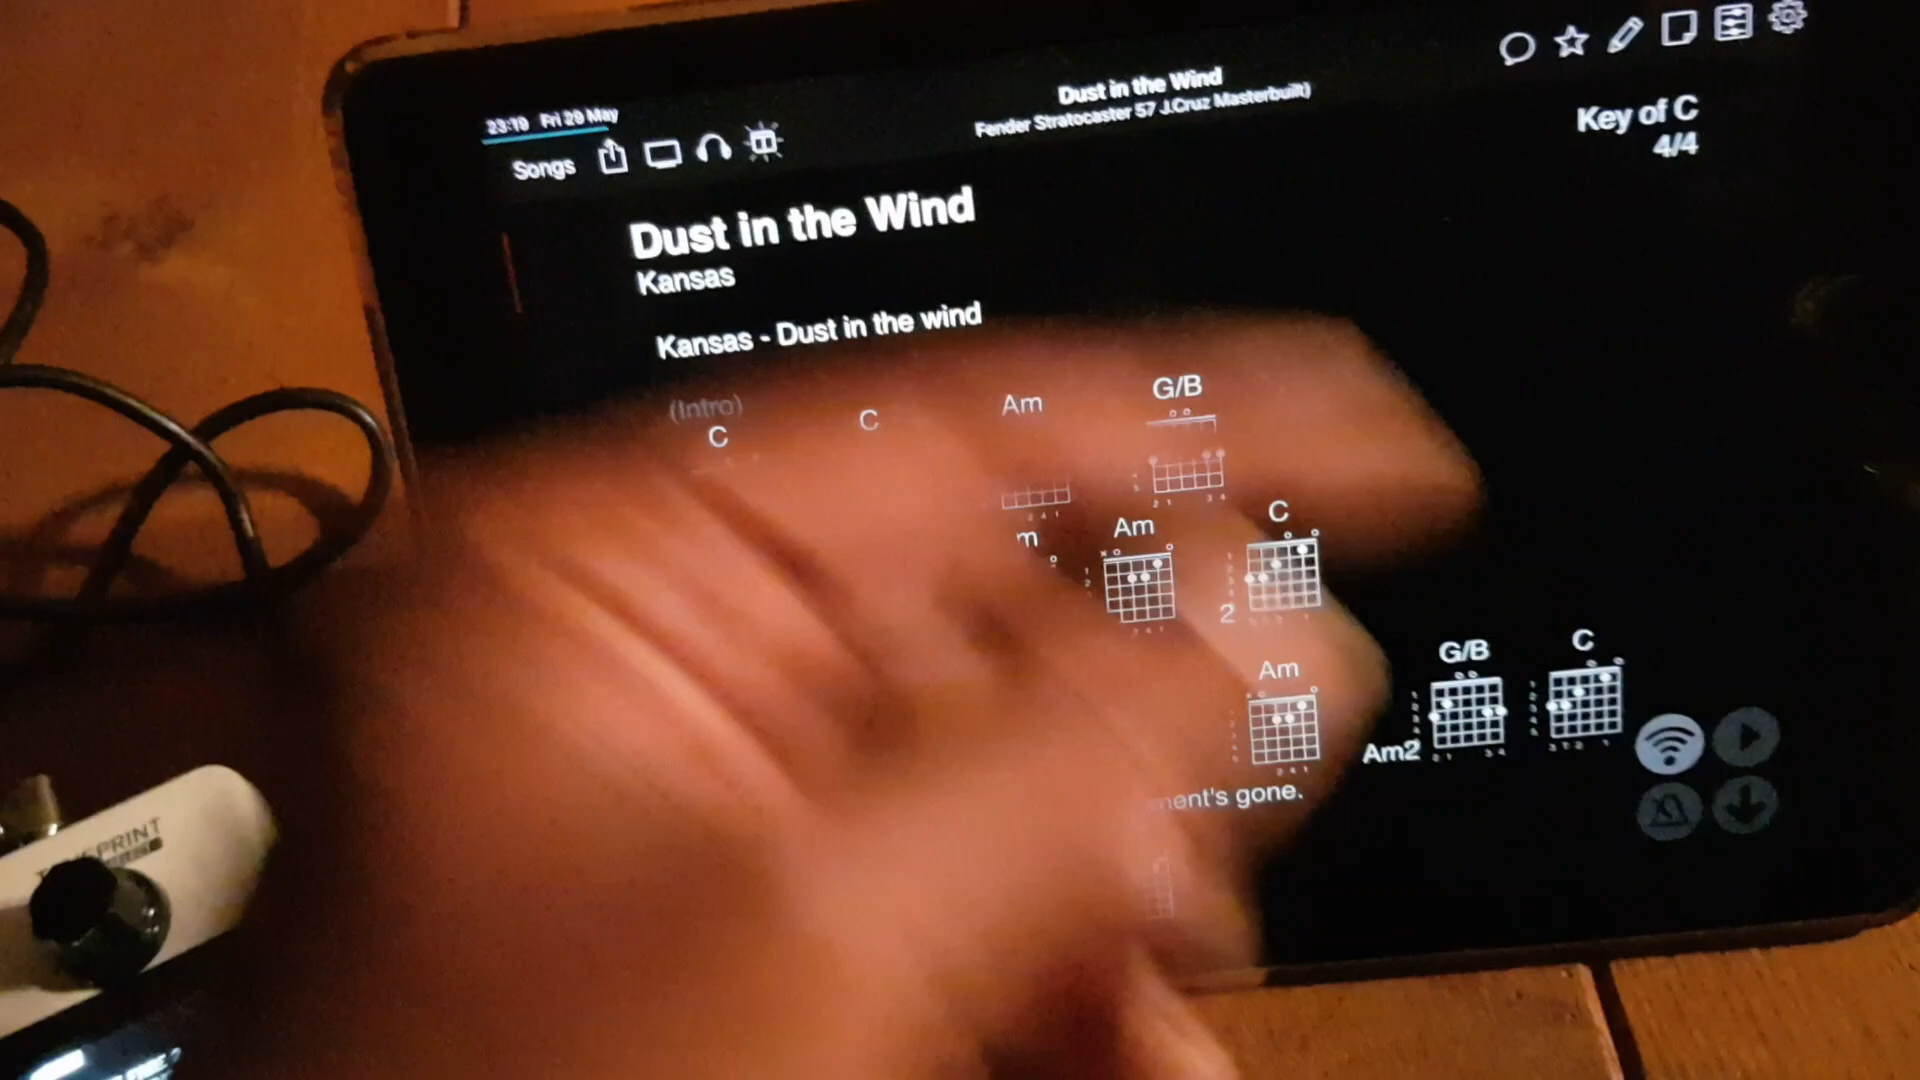 23:19 Fri 29 May
Songs
Dust in the Wind
Fender Stratocaster 57 J.Cruz Masterbuilt)
Key of C
4/4
Dust in the Wind
Kansas
Kansas - Dust in the wind
(Intro)
C C Am G/B
m Am C
2
Am G/B C
Am2
gone.